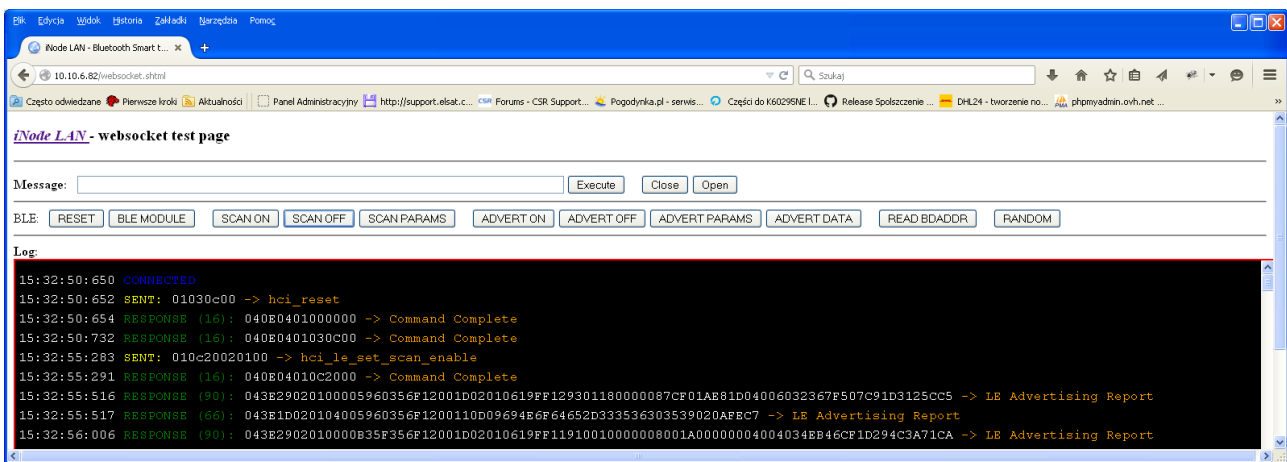 Plik Edycja Widok Historia Zakładki Narzędzia Pomoc
iNode LAN - Bluetooth Smart t... × +
10.10.6.82/websocket.shtml Szukaj
Często odwiedzane Pierwsze kroki Aktualności Panel Administracyjny http://support.elsat.c... CSR Forums - CSR Support... Pogodynka.pl - serwis... Części do K60295NE l... Release Spolszczenie ... DHL24 - tworzenie no... phpmyadmin.ovh.net ... »
iNode LAN - websocket test page
Message: Execute Close Open
BLE: RESET BLE MODULE SCAN ON SCAN OFF SCAN PARAMS ADVERT ON ADVERT OFF ADVERT PARAMS ADVERT DATA READ BDADDR RANDOM
Log:
15:32:50:650 CONNECTED
15:32:50:652 SENT: 01030c00 -> hci_reset
15:32:50:654 RESPONSE (16): 040E0401000000 -> Command Complete
15:32:50:732 RESPONSE (16): 040E0401030C00 -> Command Complete
15:32:55:283 SENT: 010c20020100 -> hci_le_set_scan_enable
15:32:55:291 RESPONSE (16): 040E04010C2000 -> Command Complete
15:32:55:516 RESPONSE (90): 043E29020100005960356F12001D02010619FF129301180000087CF01AE81D04006032367F507C91D3125CC5 -> LE Advertising Report
15:32:55:517 RESPONSE (66): 043E1D020104005960356F1200110D09694E6F64652D333536303539020AFEC7 -> LE Advertising Report
15:32:56:006 RESPONSE (90): 043E2902010000B35F356F12001D02010619FF11910010000008001A00000004004034EB46CF1D294C3A71CA -> LE Advertising Report